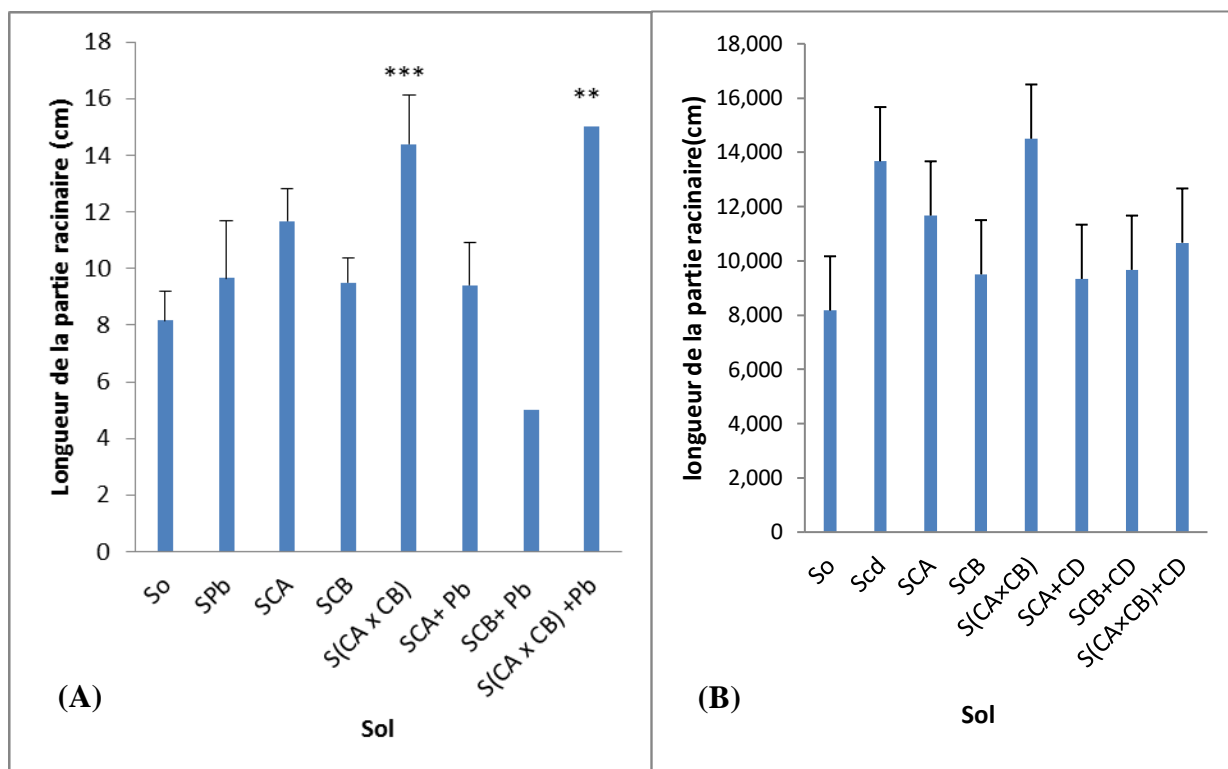 Longueur de la partie racinaire (cm)
18
16
14
12
10
8
6
4
2
0
***
**
So
SPb
SCA
SCB
S(CA x CB)
SCA+ Pb
SCB+ Pb
S(CA x CB) +Pb
(A)
Sol
longueur de la partie racinaire(cm)
18,000
16,000
14,000
12,000
10,000
8,000
6,000
4,000
2,000
0
So
Scd
SCA
SCB
S(CA×CB)
SCA+CD
SCB+CD
S(CA×CB)+CD
(B)
Sol